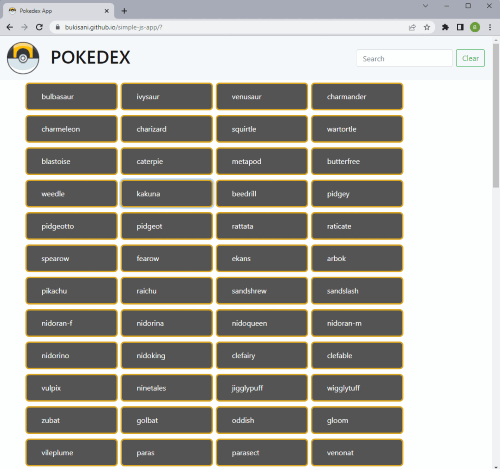 Pokedex App
bukisani.github.io/simple-js-app/?
POKEDEX
Search
Clear
bulbasaur ivysaur venusaur charmander
charmeleon charizard squirtle wartortle
blastoise caterpie metapod butterfree
weedle kakuna beedrill pidgey
pidgeotto pidgeot rattata raticate
spearow fearow ekans arbok
pikachu raichu sandshrew sandslash
nidoran-f nidorina nidoqueen nidoran-m
nidorino nidoking clefairy clefable
vulpix ninetales jigglypuff wigglytuff
zubat golbat oddish gloom
vileplume paras parasect venonat